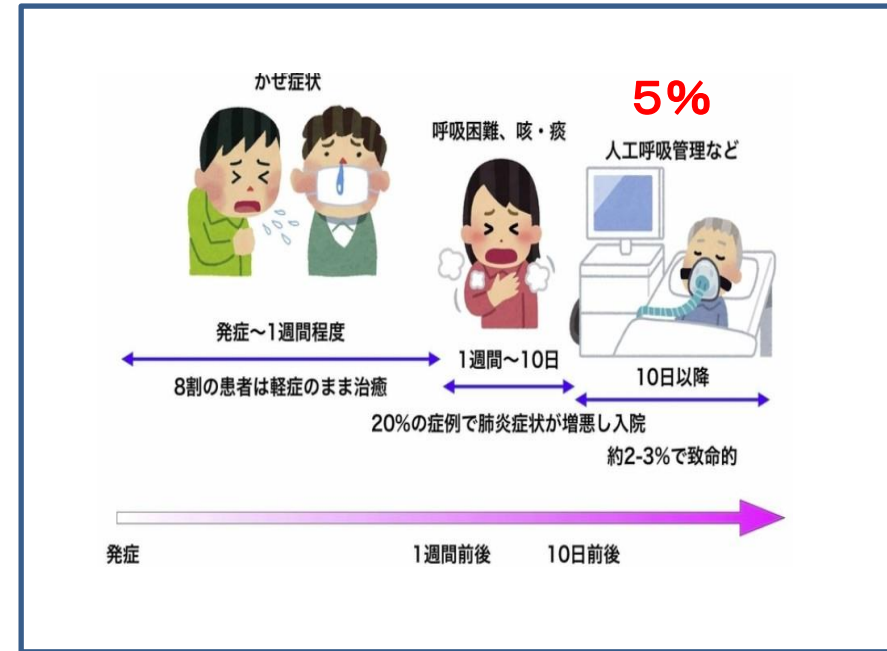 かぜ症状
5%
呼吸困難、咳・痰
人工呼吸管理など
発症～1週間程度
1週間～10日
10日以降
8割の患者は軽症のまま治癒
20%の症例で肺炎症状が増悪し入院
約2-3%で致命的
発症
1週間前後
10日前後